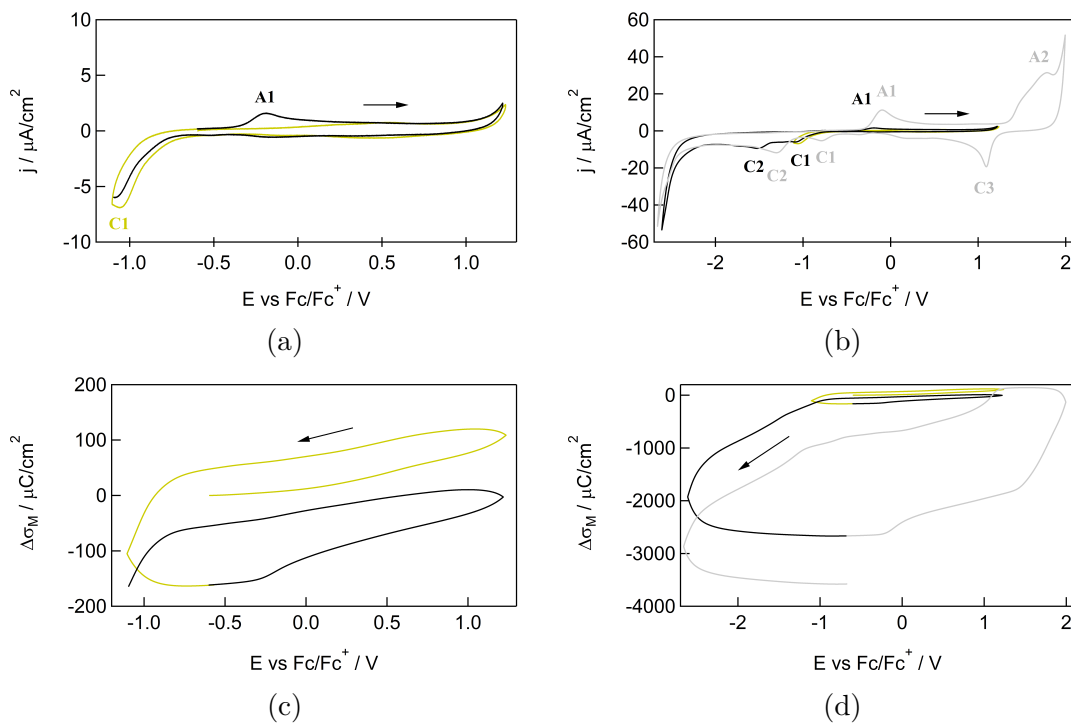 10
5
0
-5
-10
j / μA/cm²
A1
C1
-1.0 -0.5 0.0 0.5 1.0
E vs Fc/Fc⁺ / V
(a)
60
40
20
0
-20
-40
-60
j / μA/cm²
A2
A1 A1
C2 C2 C1 C1
C3
-2 -1 0 1 2
E vs Fc/Fc⁺ / V
(b)
200
100
0
-100
-200
Δσ_M / μC/cm²
-1.0 -0.5 0.0 0.5 1.0
E vs Fc/Fc⁺ / V
(c)
0
-1000
-2000
-3000
-4000
Δσ_M / μC/cm²
-2 -1 0 1 2
E vs Fc/Fc⁺ / V
(d)